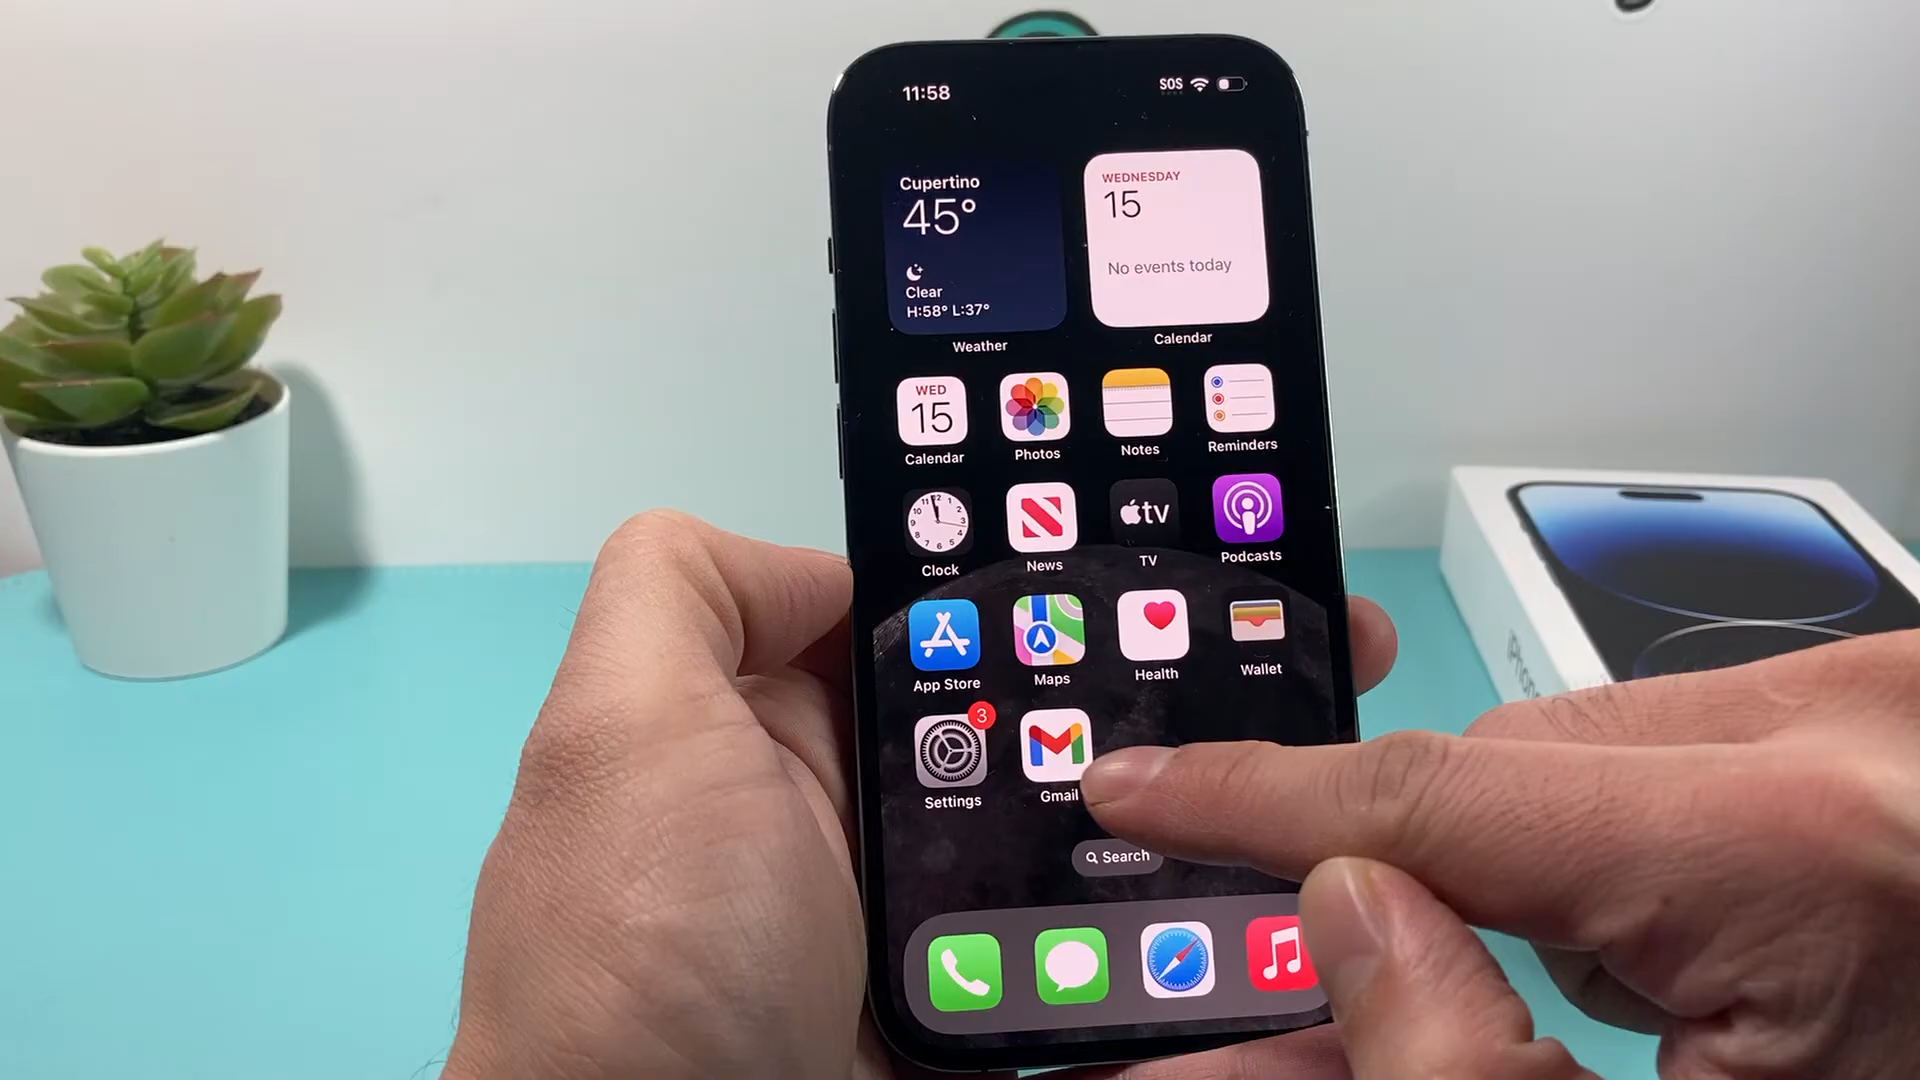 11:58
SOS
Cupertino
45°
Clear
H:58° L:37°
Weather
WEDNESDAY
15
No events today
Calendar
WED
15
Calendar
Photos
Notes
Reminders
Clock
News
tv
TV
Podcasts
App Store
Maps
Health
Wallet
3
Settings
Gmail
Search
iPhone